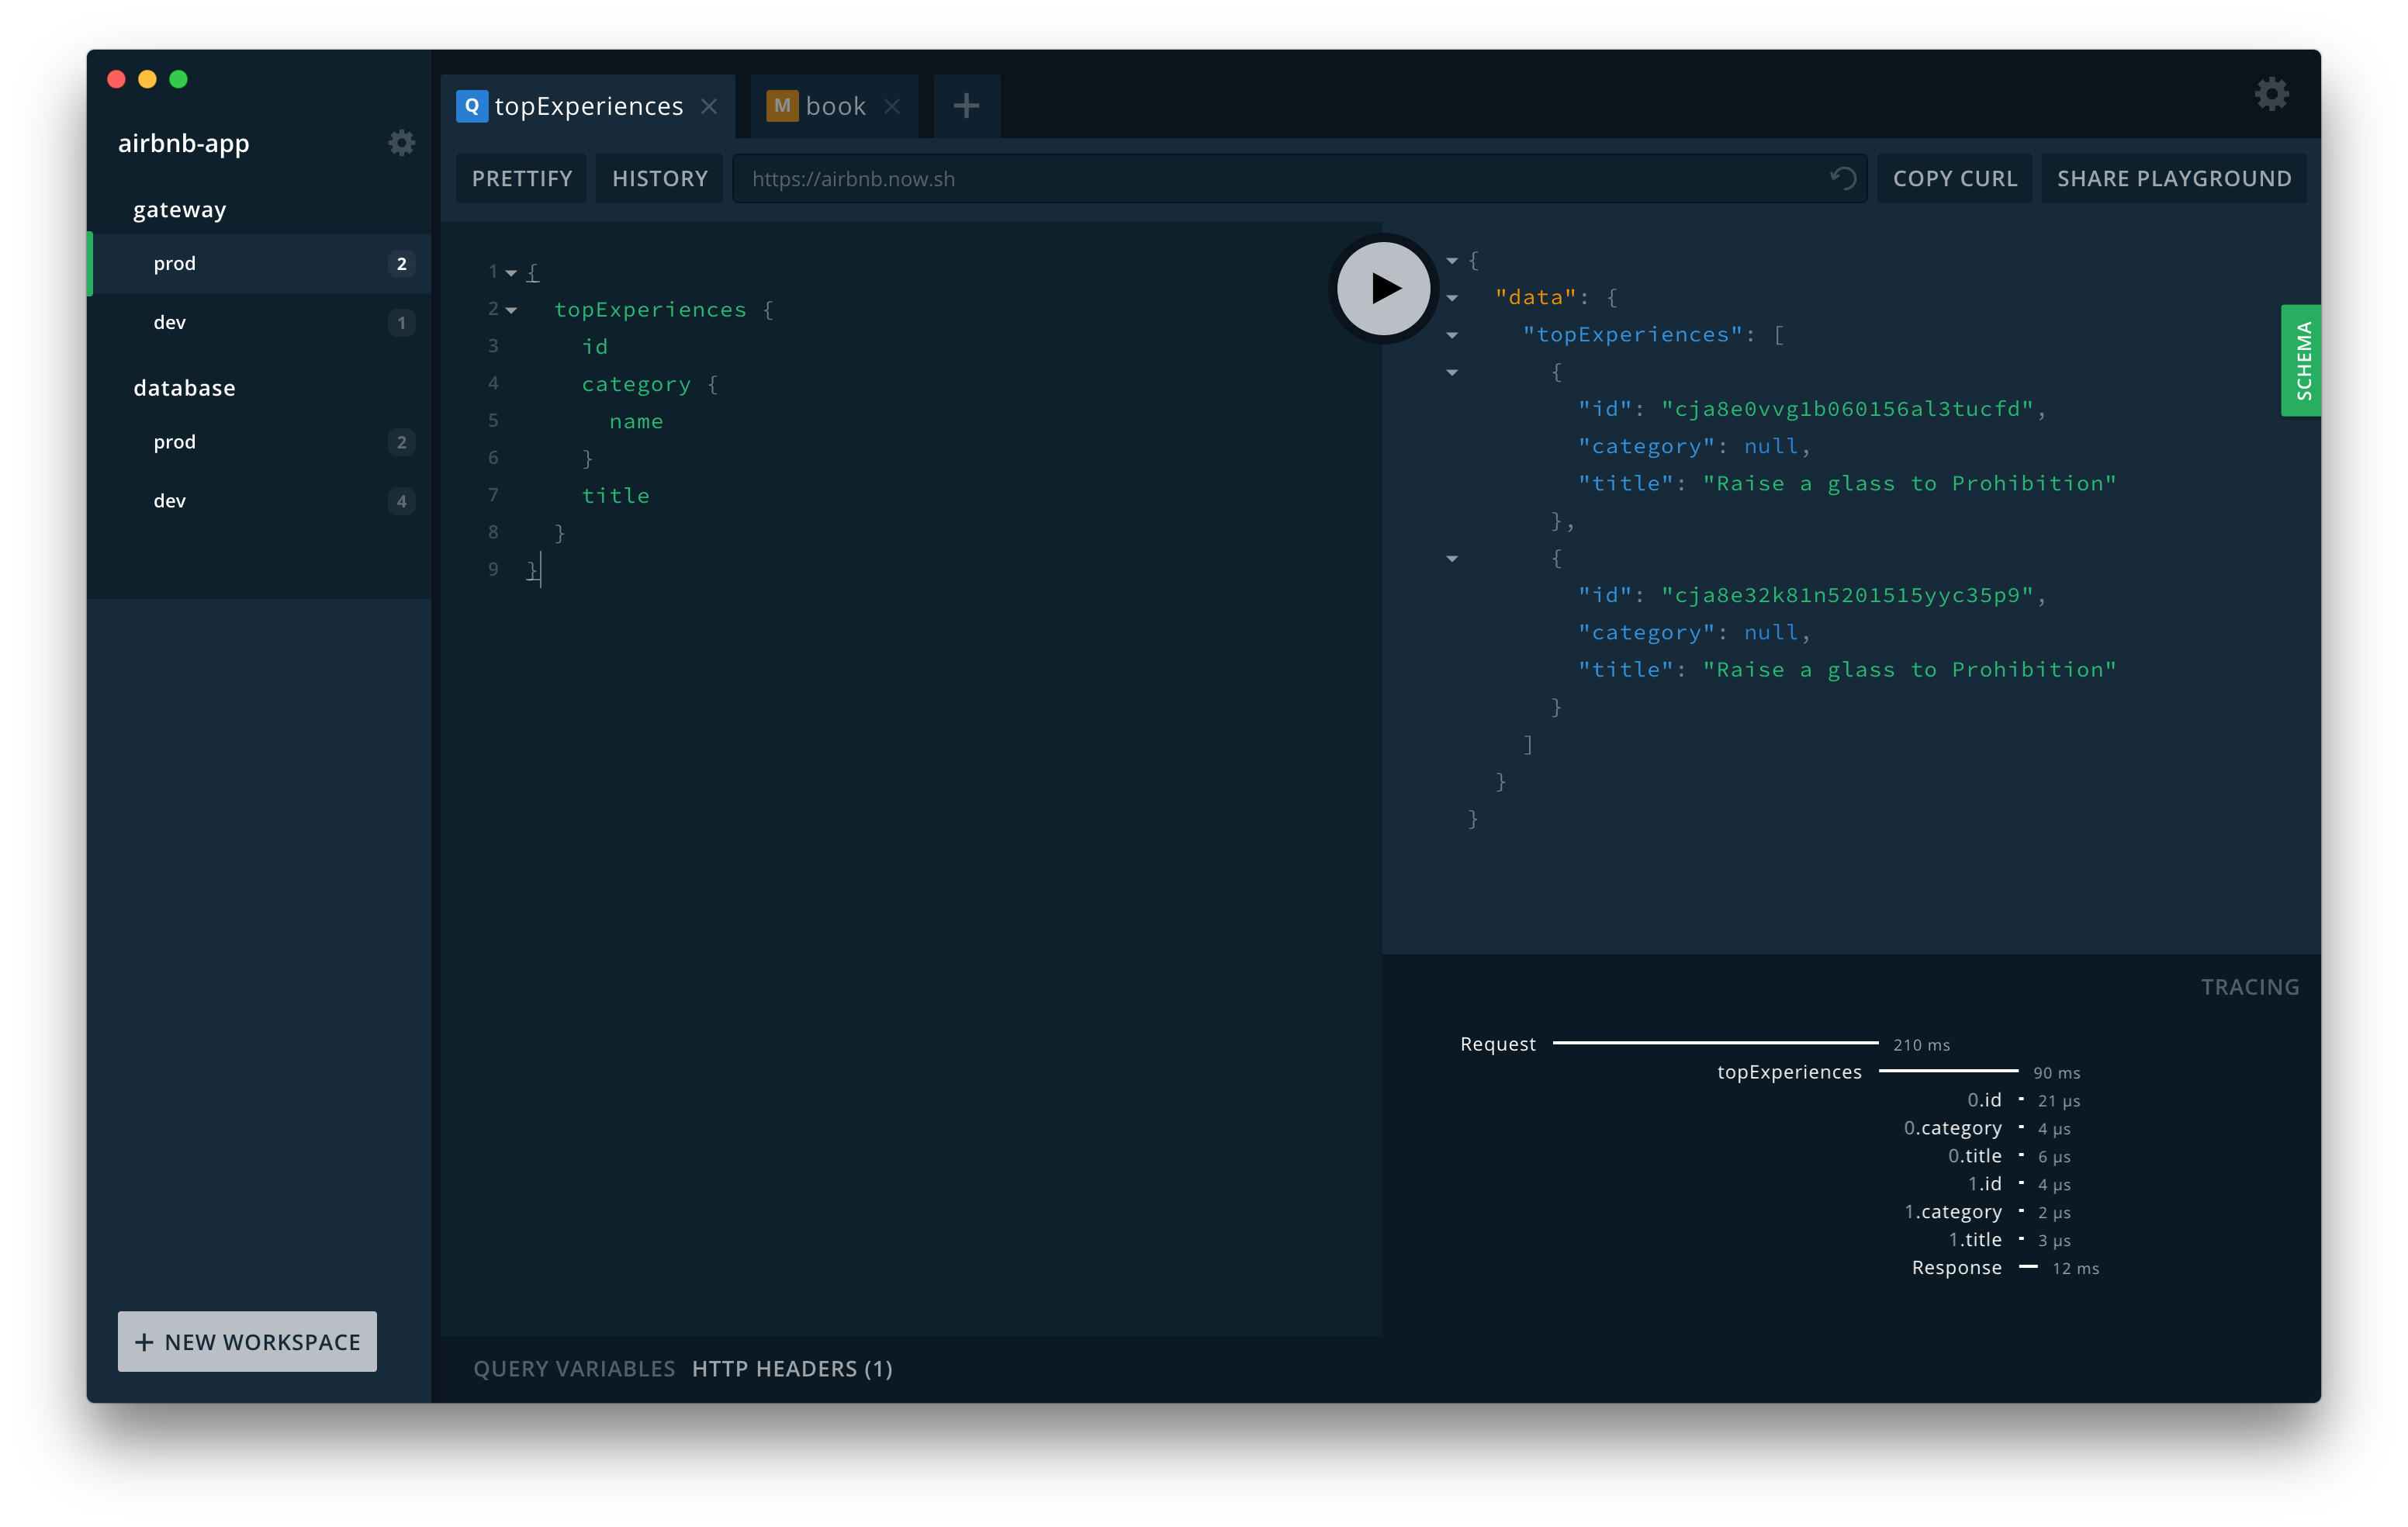 airbnb-app
gateway
prod 2
dev 1
database
prod 2
dev 4
+ NEW WORKSPACE
Q topExperiences
M book
PRETTIFY
HISTORY
https://airbnb.now.sh
COPY CURL
SHARE PLAYGROUND
1 {
2 topExperiences {
3 id
4 category {
5 name
6 }
7 title
8 }
9 }
QUERY VARIABLES HTTP HEADERS (1)
{
"data": {
"topExperiences": [
{
"id": "cja8e0vvg1b060156al3tucfd",
"category": null,
"title": "Raise a glass to Prohibition"
},
{
"id": "cja8e32k81n5201515yyc35p9",
"category": null,
"title": "Raise a glass to Prohibition"
}
]
}
}
SCHEMA
TRACING
Request 210 ms
topExperiences 90 ms
0.id 21 µs
0.category 4 µs
0.title 6 µs
1.id 4 µs
1.category 2 µs
1.title 3 µs
Response 12 ms